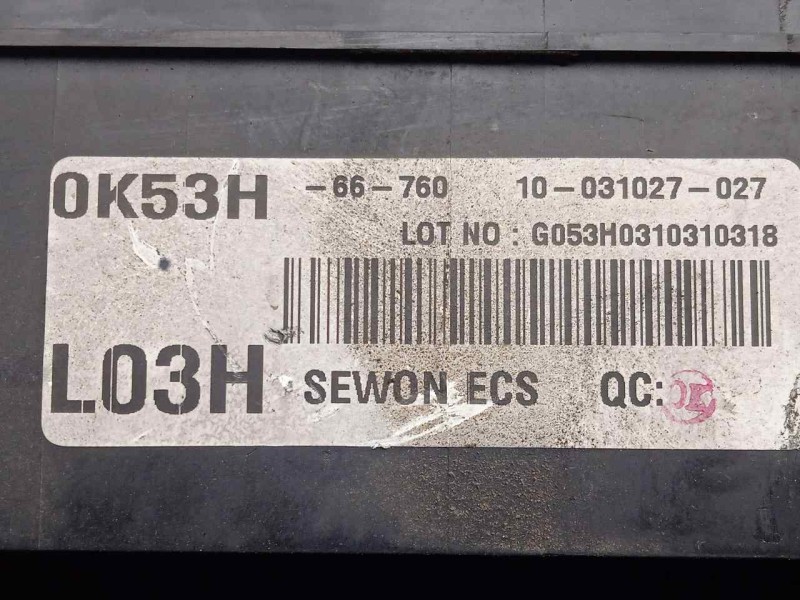 0K53H -66-760 10-031027-027
LOT NO : G053H0310310318
L03H SEWON ECS QC: